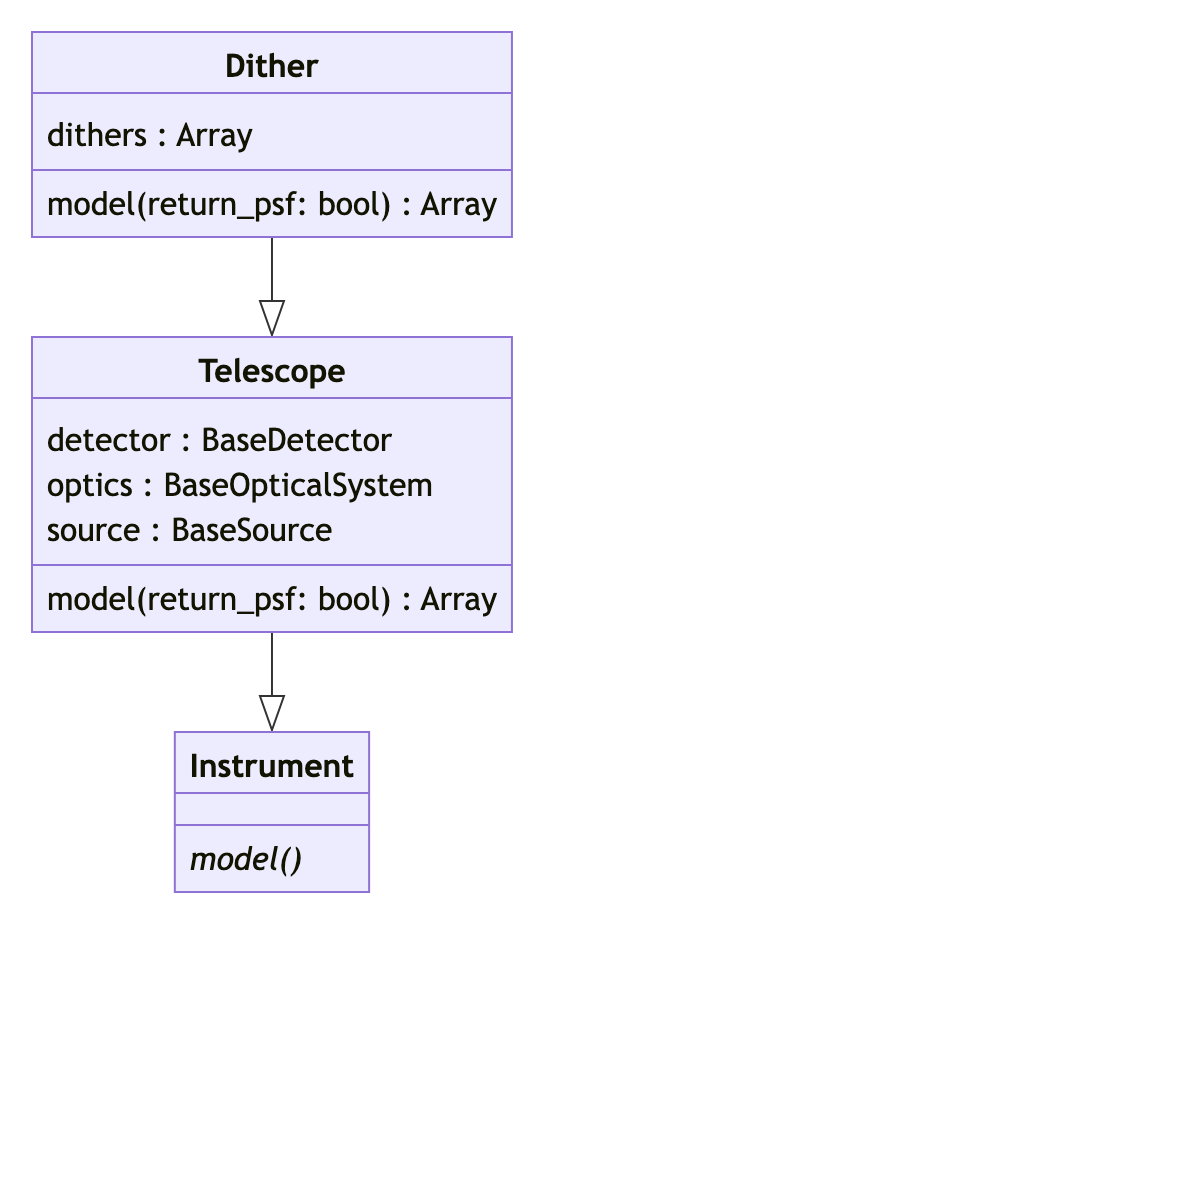 Dither
dithers : Array
model(return_psf: bool) : Array
Telescope
detector : BaseDetector
optics : BaseOpticalSystem
source : BaseSource
model(return_psf: bool) : Array
Instrument
model()